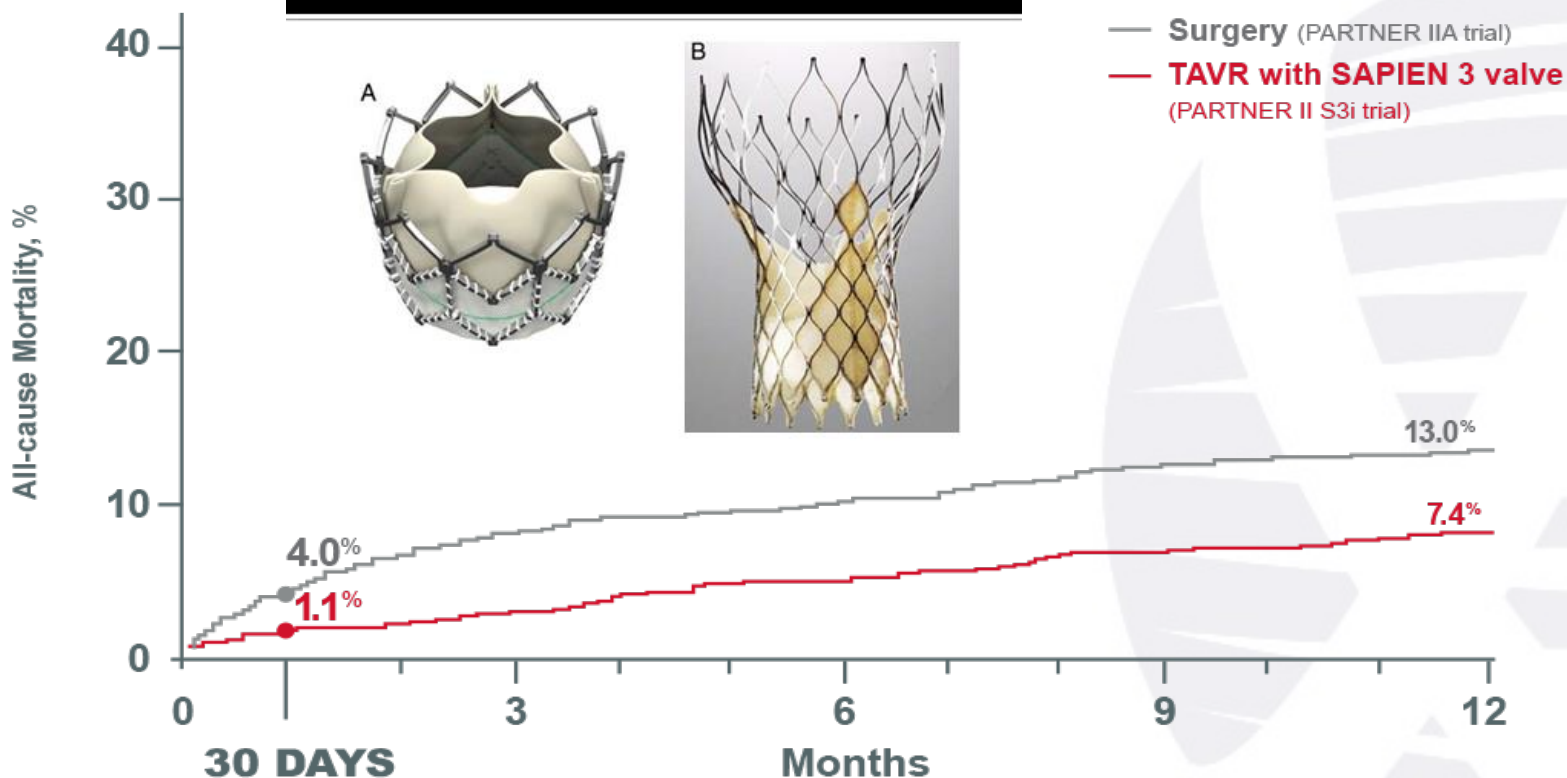 Surgery (PARTNER IIA trial)
TAVR with SAPIEN 3 valve
(PARTNER II S3i trial)
A
B
All-cause Mortality, %
40
30
20
10
0
13.0%
7.4%
4.0%
1.1%
0
3
6
9
12
30 DAYS
Months